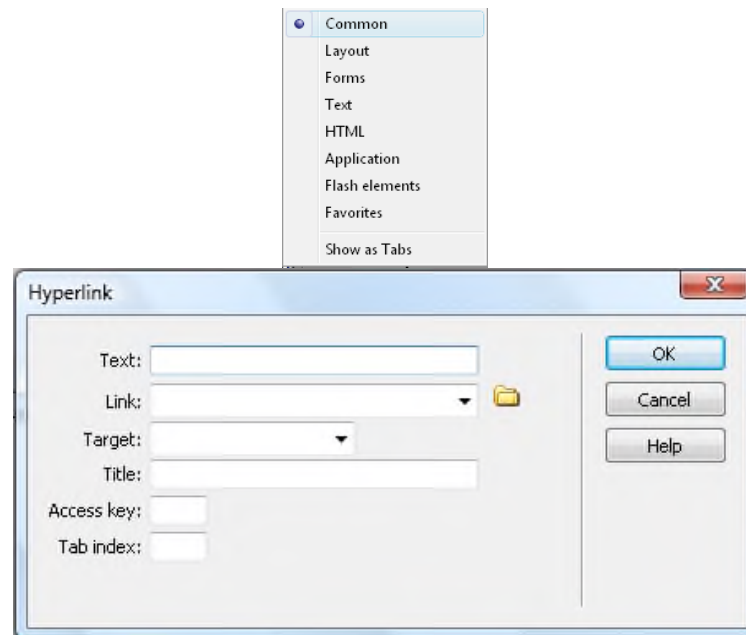 Common
Layout
Forms
Text
HTML
Application
Flash elements
Favorites
Show as Tabs
Hyperlink
Text:
Link:
Target:
Title:
Access key:
Tab index:
OK
Cancel
Help